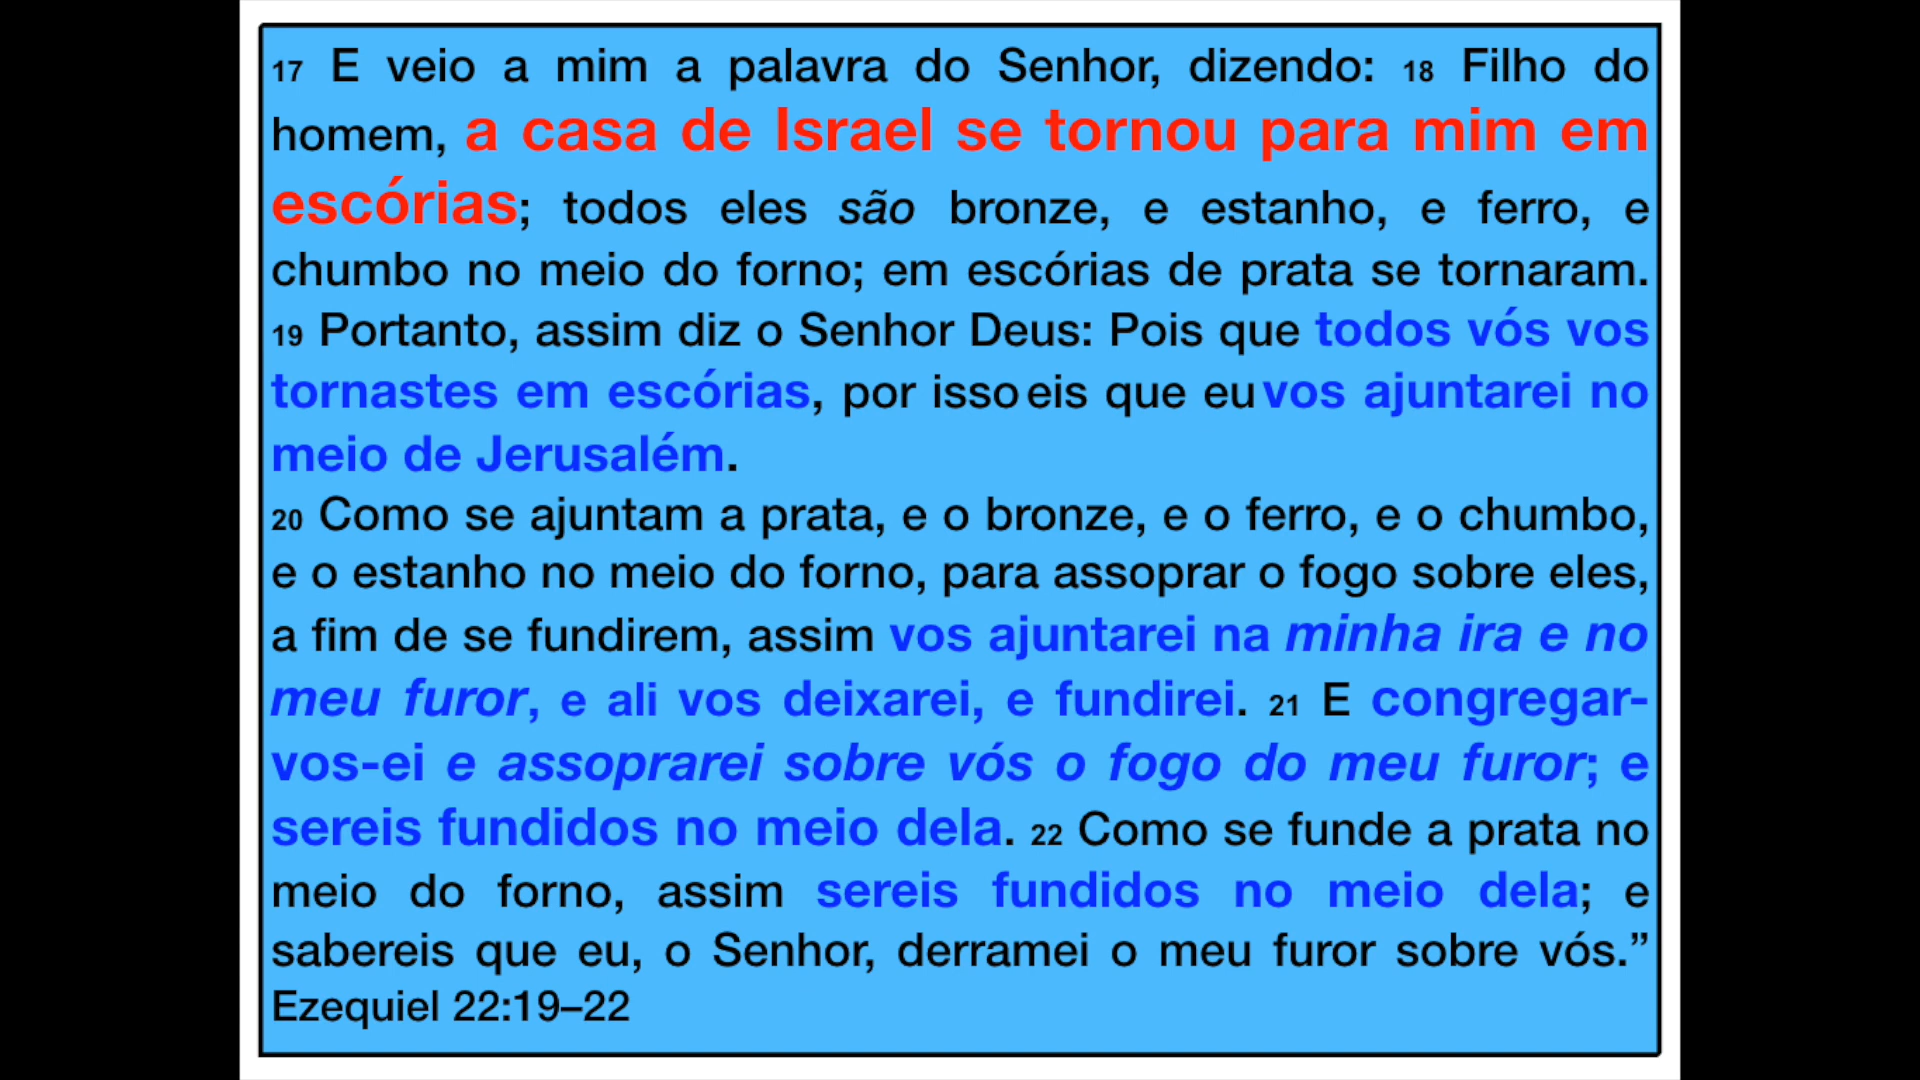 17 E veio a mim a palavra do Senhor, dizendo: 18 Filho do
homem, a casa de Israel se tornou para mim em
escórias; todos eles são bronze, e estanho, e ferro, e
chumbo no meio do forno; em escórias de prata se tornaram.
19 Portanto, assim diz o Senhor Deus: Pois que todos vós vos
tornastes em escórias, por isso eis que eu vos ajuntarei no
meio de Jerusalém.
20 Como se ajuntam a prata, e o bronze, e o ferro, e o chumbo,
e o estanho no meio do forno, para assoprar o fogo sobre eles,
a fim de se fundirem, assim vos ajuntarei na minha ira e no
meu furor, e ali vos deixarei, e fundirei. 21 E congregar-
vos-ei e assoprarei sobre vós o fogo do meu furor; e
sereis fundidos no meio dela. 22 Como se funde a prata no
meio do forno, assim sereis fundidos no meio dela; e
sabereis que eu, o Senhor, derramei o meu furor sobre vós.”
Ezequiel 22:19–22